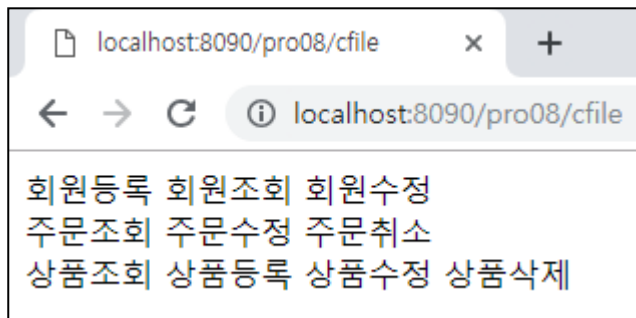 localhost:8090/pro08/cfile
localhost:8090/pro08/cfile
회원등록 회원조회 회원수정
주문조회 주문수정 주문취소
상품조회 상품등록 상품수정 상품삭제